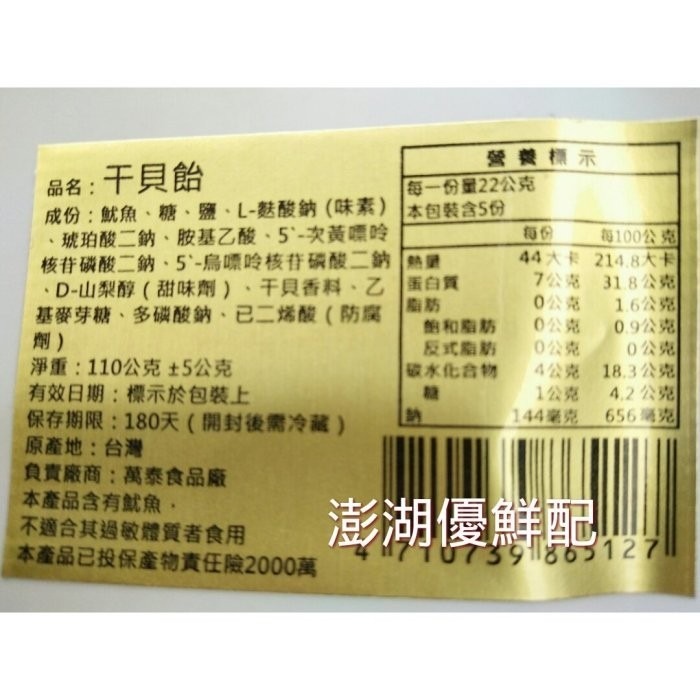 品名：干貝飴
成份：魷魚、糖、鹽、L-麩酸鈉（味素）
、琥珀酸二鈉、胺基乙酸、5`-次黃嘌呤
核苷磷酸二鈉、5`-鳥嘌呤核苷磷酸二鈉
、D-山梨醇（甜味劑）、干貝香料、乙
基麥芽糖、多磷酸鈉、已二烯酸（防腐
劑）
淨重：110公克 ±5公克
有效日期：標示於包裝上
保存期限：180天（開封後需冷藏）
原產地：台灣
負責廠商：萬泰食品廠
本產品含有魷魚，
不適合其過敏體質者食用
本產品已投保產物責任險2000萬
營養標示
每一份量22公克
本包裝含5份
每份 每100公克
熱量 44大卡 214.8大卡
蛋白質 7公克 31.8公克
脂肪 0公克 1.6公克
飽和脂肪 0公克 0.9公克
反式脂肪 0公克 0公克
碳水化合物 4公克 18.3公克
糖 1公克 4.2公克
鈉 144毫克 656毫克
澎湖優鮮配
4 710739 865127